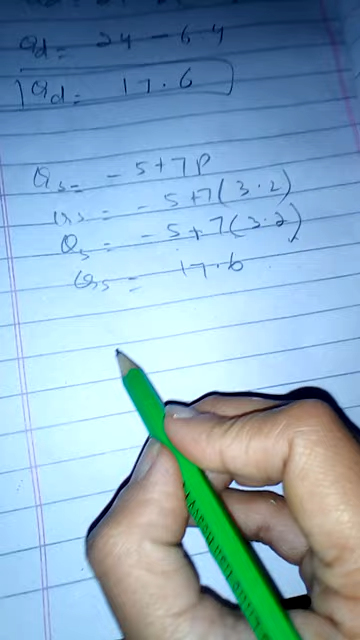 Qd = 24 - 6.4
Qd = 17.6
Qs = - 5+7P
Qs = - 5+7(3.2)
Qs = - 5+7(3.2)
Qs = 17.6